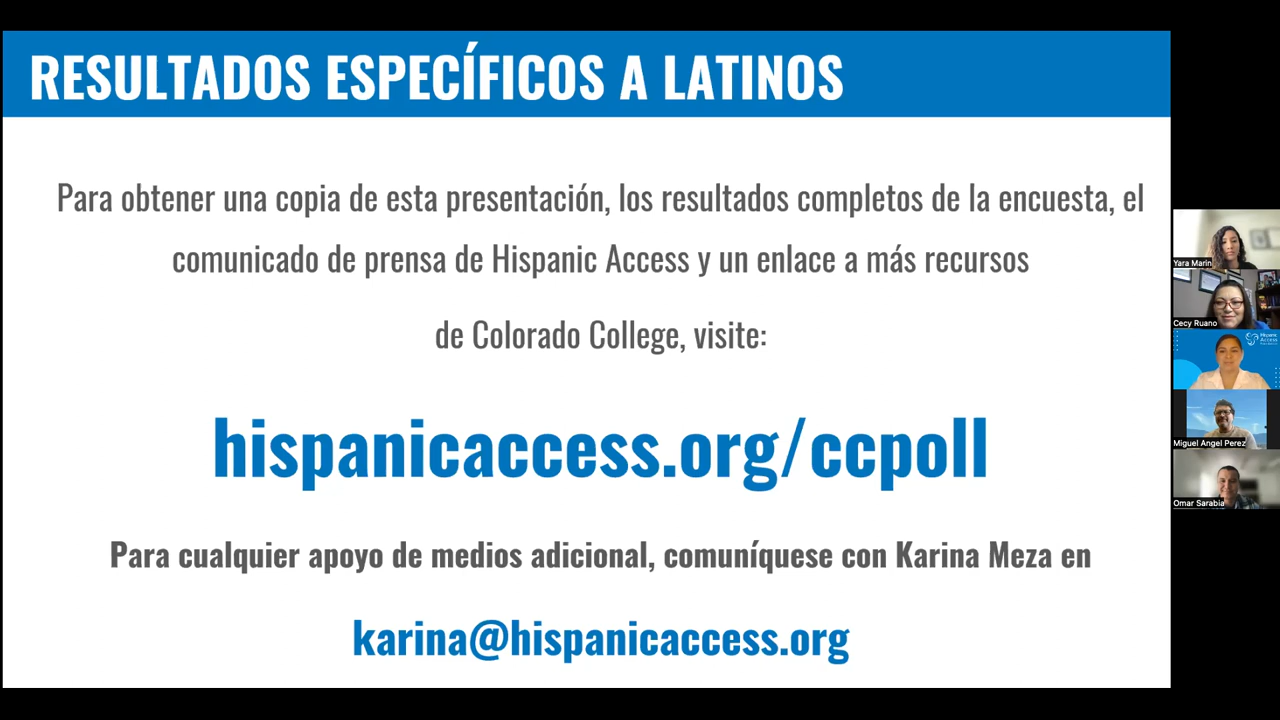 RESULTADOS ESPECÍFICOS A LATINOS
Para obtener una copia de esta presentación, los resultados completos de la encuesta, el
comunicado de prensa de Hispanic Access y un enlace a más recursos
de Colorado College, visite:
hispanicaccess.org/ccpoll
Para cualquier apoyo de medios adicional, comuníquese con Karina Meza en
karina@hispanicaccess.org
Yara Marin
Cecy Ruano
Hispanic
Access
Miguel Angel Perez
Omar Sarabia